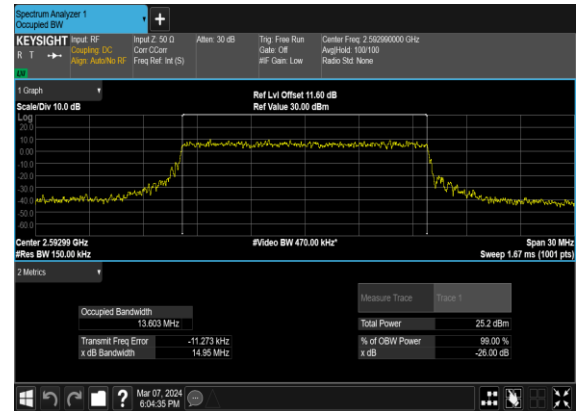 Spectrum Analyzer 1
Occupied BW
KEYSIGHT Input: RF Input Z: 50 Ω Atten: 30 dB Trig: Free Run Center Freq: 2.592990000 GHz
R T Coupling: DC Corr CCorr Gate: Off Avg|Hold: 100/100
Align: Auto/No RF Freq Ref: Int (S) #IF Gain: Low Radio Std: None
1 Graph
Ref Lvl Offset 11.60 dB
Scale/Div 10.0 dB Ref Value 30.00 dBm
Log
20.0
10.0
0.00
-10.0
-20.0
-30.0
-40.0
-50.0
-60.0
Center 2.59299 GHz #Video BW 470.00 kHz* Span 30 MHz
#Res BW 150.00 kHz Sweep 1.67 ms (1001 pts)
2 Metrics
Measure Trace Trace 1
Occupied Bandwidth
13.603 MHz Total Power 25.2 dBm
Transmit Freq Error -11.273 kHz % of OBW Power 99.00 %
x dB Bandwidth 14.95 MHz x dB -26.00 dB
Mar 07, 2024
6:04:35 PM